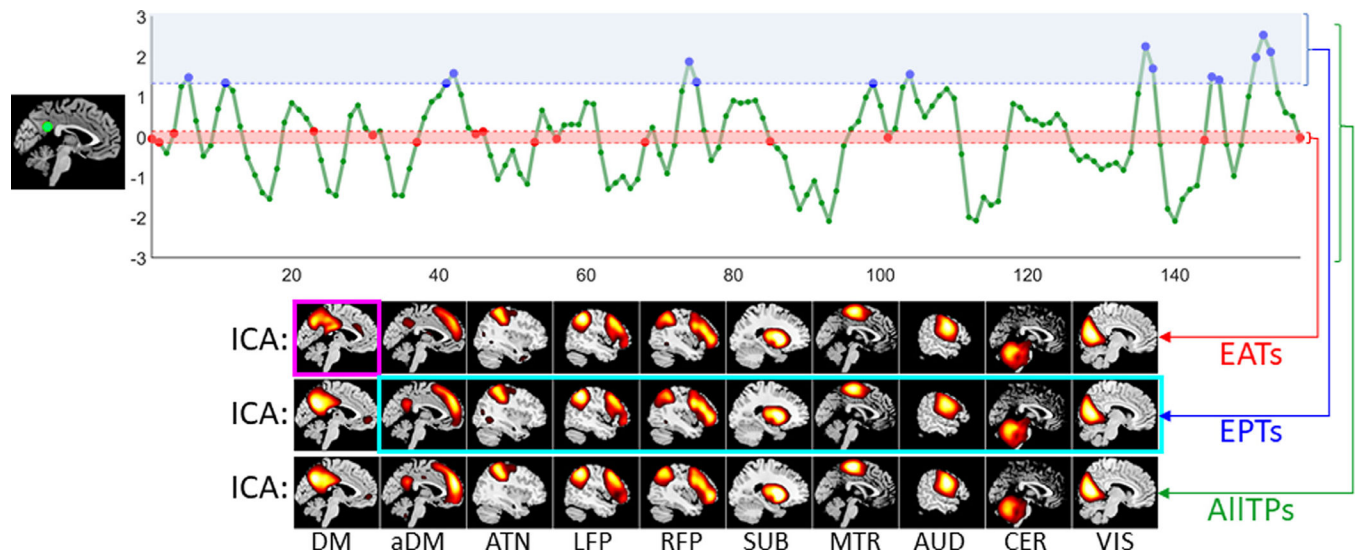 3
2
1
0
-1
-2
-3
20 40 60 80 100 120 140
ICA:
EATs
ICA:
EPTs
ICA:
AllTPs
DM aDM ATN LFP RFP SUB MTR AUD CER VIS